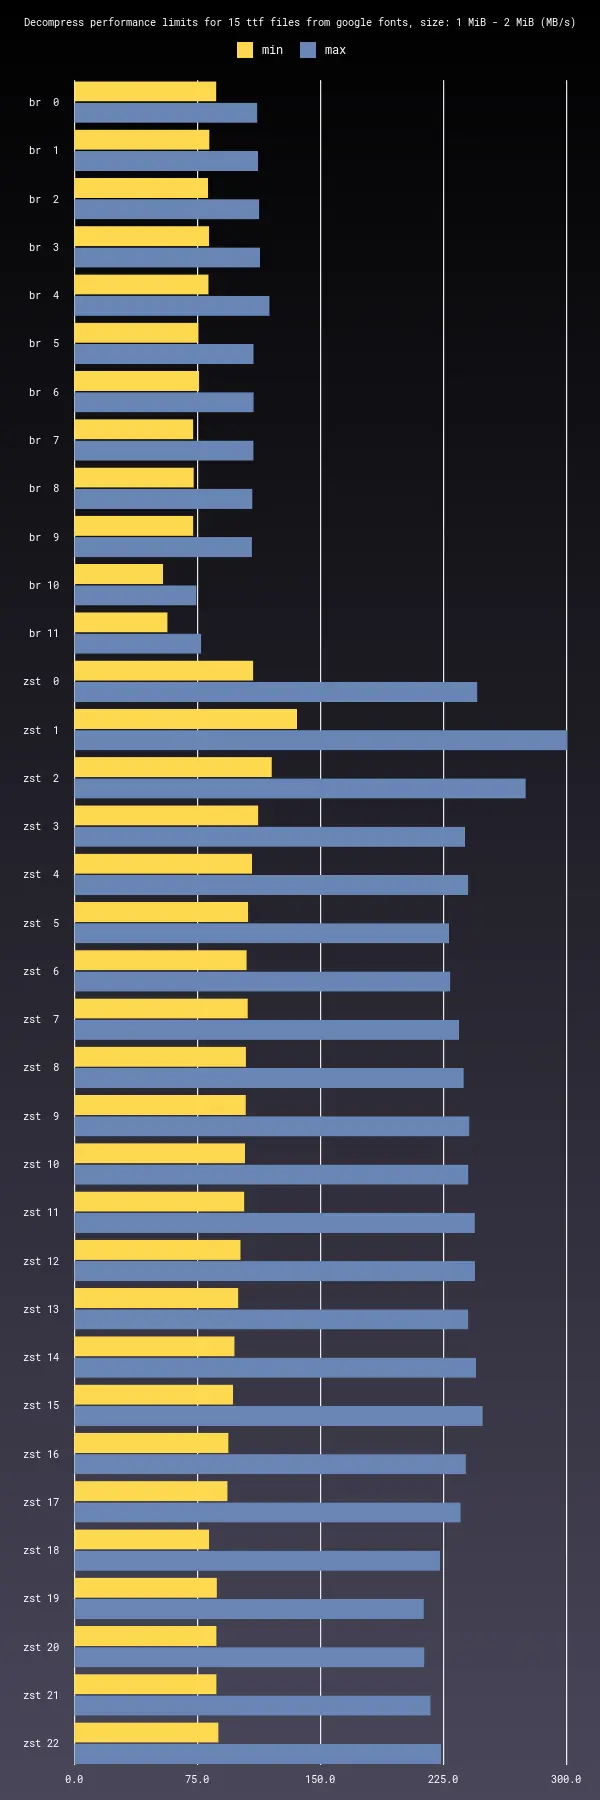 Decompress performance limits for 15 ttf files from google fonts, size: 1 MiB - 2 MiB (MB/s)
min max
br 0
br 1
br 2
br 3
br 4
br 5
br 6
br 7
br 8
br 9
br 10
br 11
zst 0
zst 1
zst 2
zst 3
zst 4
zst 5
zst 6
zst 7
zst 8
zst 9
zst 10
zst 11
zst 12
zst 13
zst 14
zst 15
zst 16
zst 17
zst 18
zst 19
zst 20
zst 21
zst 22
0.0 75.0 150.0 225.0 300.0